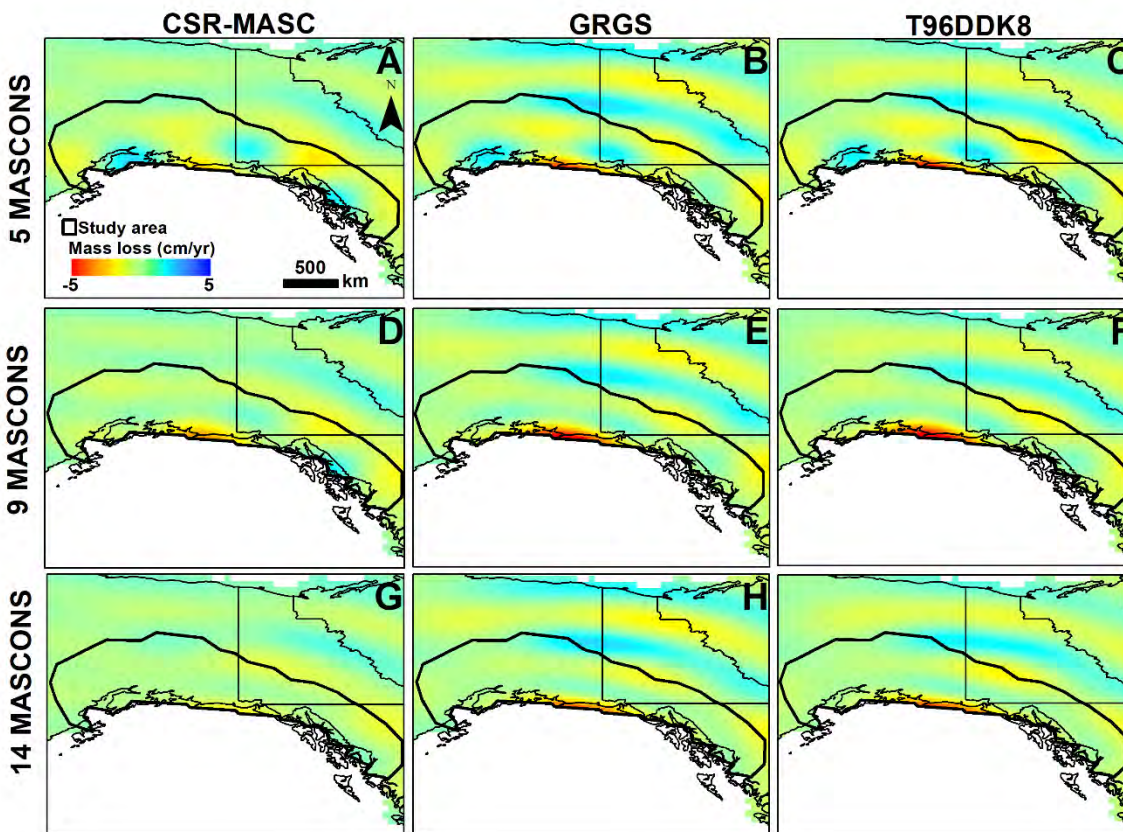 CSR-MASC GRGS T96DDK8
5 MASCONS
A B C
N
Study area
Mass loss (cm/yr)
-5 5
500 km
9 MASCONS
D E F
14 MASCONS
G H